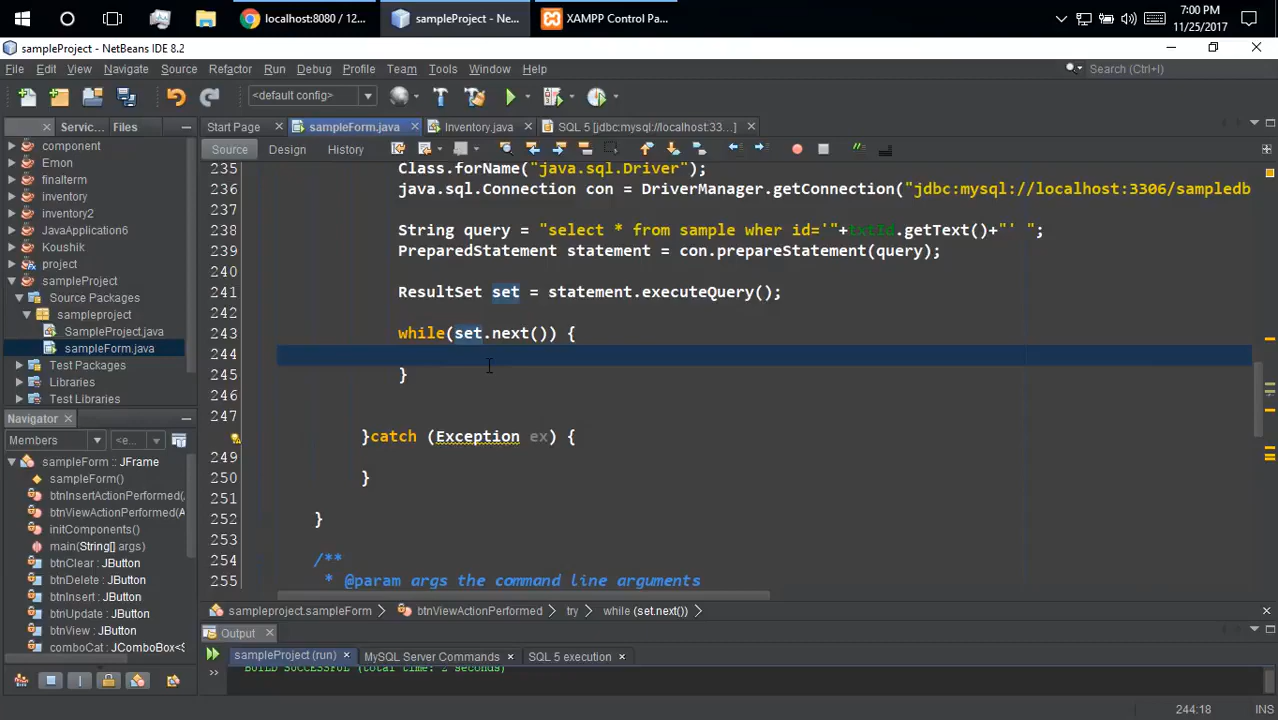 localhost:8080 / 12...
sampleProject - Ne...
XAMPP Control Pa...
7:00 PM
11/25/2017
sampleProject - NetBeans IDE 8.2
File Edit View Navigate Source Refactor Run Debug Profile Team Tools Window Help
Search (Ctrl+I)
<default config>
Servic... Files
Start Page sampleForm.java Inventory.java SQL 5 [jdbc:mysql://localhost:33...]
Source Design History
component
Emon
finalterm
inventory
inventory2
JavaApplication6
Koushik
project
sampleProject
Source Packages
sampleproject
SampleProject.java
sampleForm.java
Test Packages
Libraries
Test Libraries
235 Class.forName("java.sql.Driver");
236 java.sql.Connection con = DriverManager.getConnection("jdbc:mysql://localhost:3306/sampledb
237
238 String query = "select * from sample wher id='"+txtId.getText()+"' ";
239 PreparedStatement statement = con.prepareStatement(query);
240
241 ResultSet set = statement.executeQuery();
242
243 while(set.next()) {
244
245 }
246
247
}catch (Exception ex) {
249
250 }
251
252 }
253
254 /**
255 * @param args the command line arguments
Navigator
Members
<e...
sampleForm :: JFrame
sampleForm()
btnInsertActionPerformed(
btnViewActionPerformed(A
initComponents()
main(String[] args)
btnClear : JButton
btnDelete : JButton
btnInsert : JButton
btnUpdate : JButton
btnView : JButton
comboCat : JComboBox<S
sampleproject.sampleForm btnViewActionPerformed try while (set.next())
Output
sampleProject (run) MySQL Server Commands SQL 5 execution
BUILD SUCCESSFUL (total time: 2 seconds)
244:18 INS